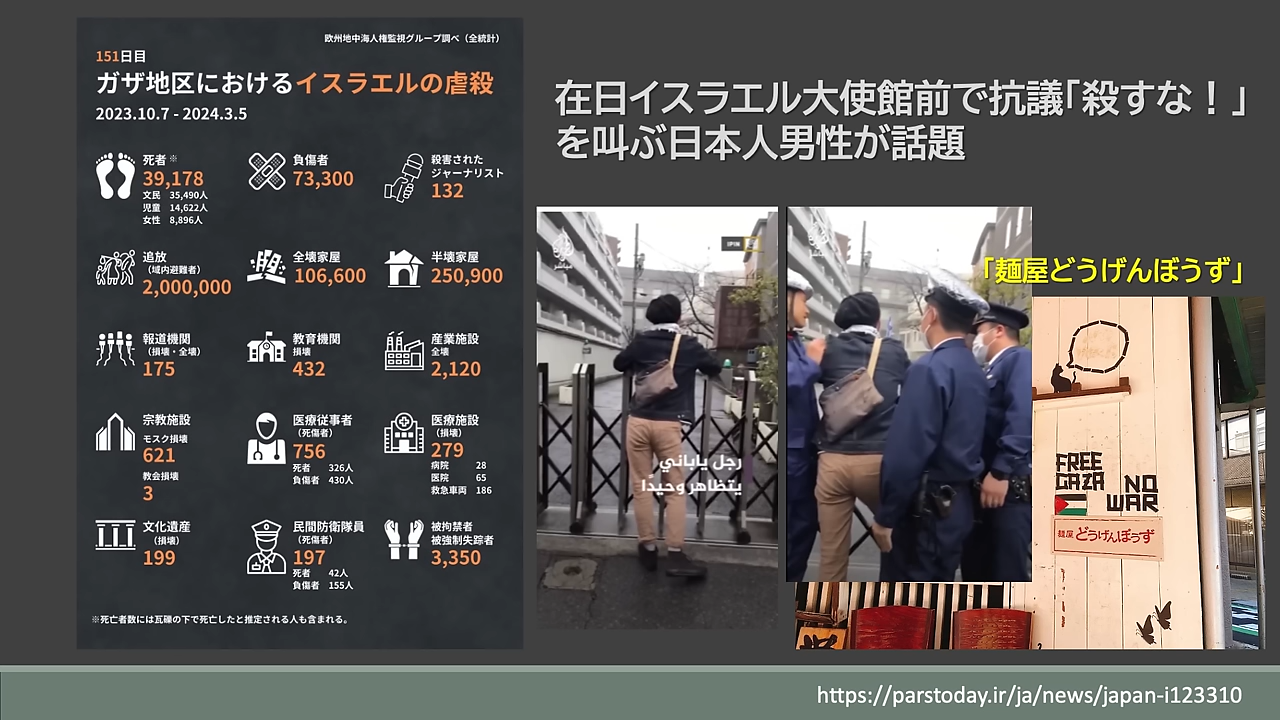 欧州地中海人権監視グループ調べ（全統計）
151日目
ガザ地区におけるイスラエルの虐殺
2023.10.7 - 2024.3.5
死者 ※
39,178
文民 35,490人
児童 14,622人
女性 8,896人
負傷者
73,300
殺害された
ジャーナリスト
132
追放
（域内避難者）
2,000,000
全壊家屋
106,600
半壊家屋
250,900
報道機関
（損壊・全壊）
175
教育機関
損壊
432
産業施設
全壊
2,120
宗教施設
モスク損壊
621
教会損壊
3
医療従事者
（死傷者）
756
死者 326人
負傷者 430人
医療施設
（損壊）
279
病院 28
医院 65
救急車両 186
文化遺産
（損壊）
199
民間防衛隊員
（死傷者）
197
死者 42人
負傷者 155人
被拘禁者
被強制失踪者
3,350
※死亡者数には瓦礫の下で死亡したと推定される人も含まれる。
在日イスラエル大使館前で抗議「殺すな！」
を叫ぶ日本人男性が話題
مباشر
رجل ياباني
يتظاهر وحيدًا
مباشر
「麺屋どうげんぼうず」
FREE
GAZA
NO
WAR
麺屋 どうげんぼうず
https://parstoday.ir/ja/news/japan-i123310